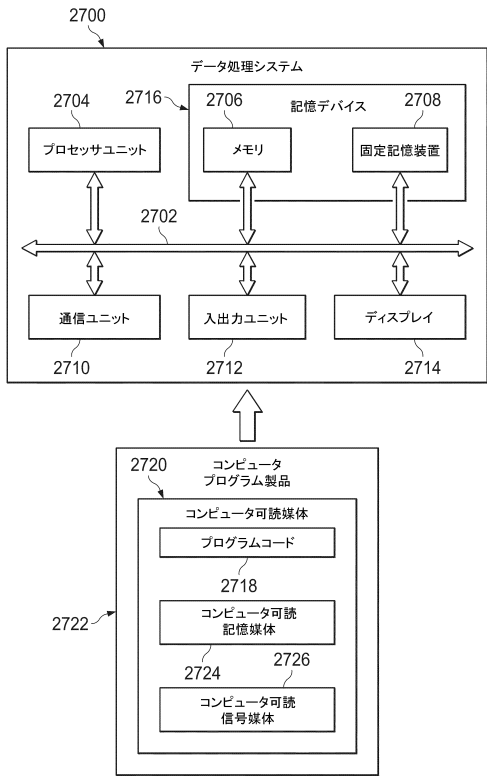 2700
データ処理システム
2716
記憶デバイス
2704
2706
2708
プロセッサユニット
メモリ
固定記憶装置
2702
通信ユニット
入出力ユニット
ディスプレイ
2710
2712
2714
コンピュータ
プログラム製品
2720
コンピュータ可読媒体
プログラムコード
2718
2722
コンピュータ可読
記憶媒体
2724
2726
コンピュータ可読
信号媒体